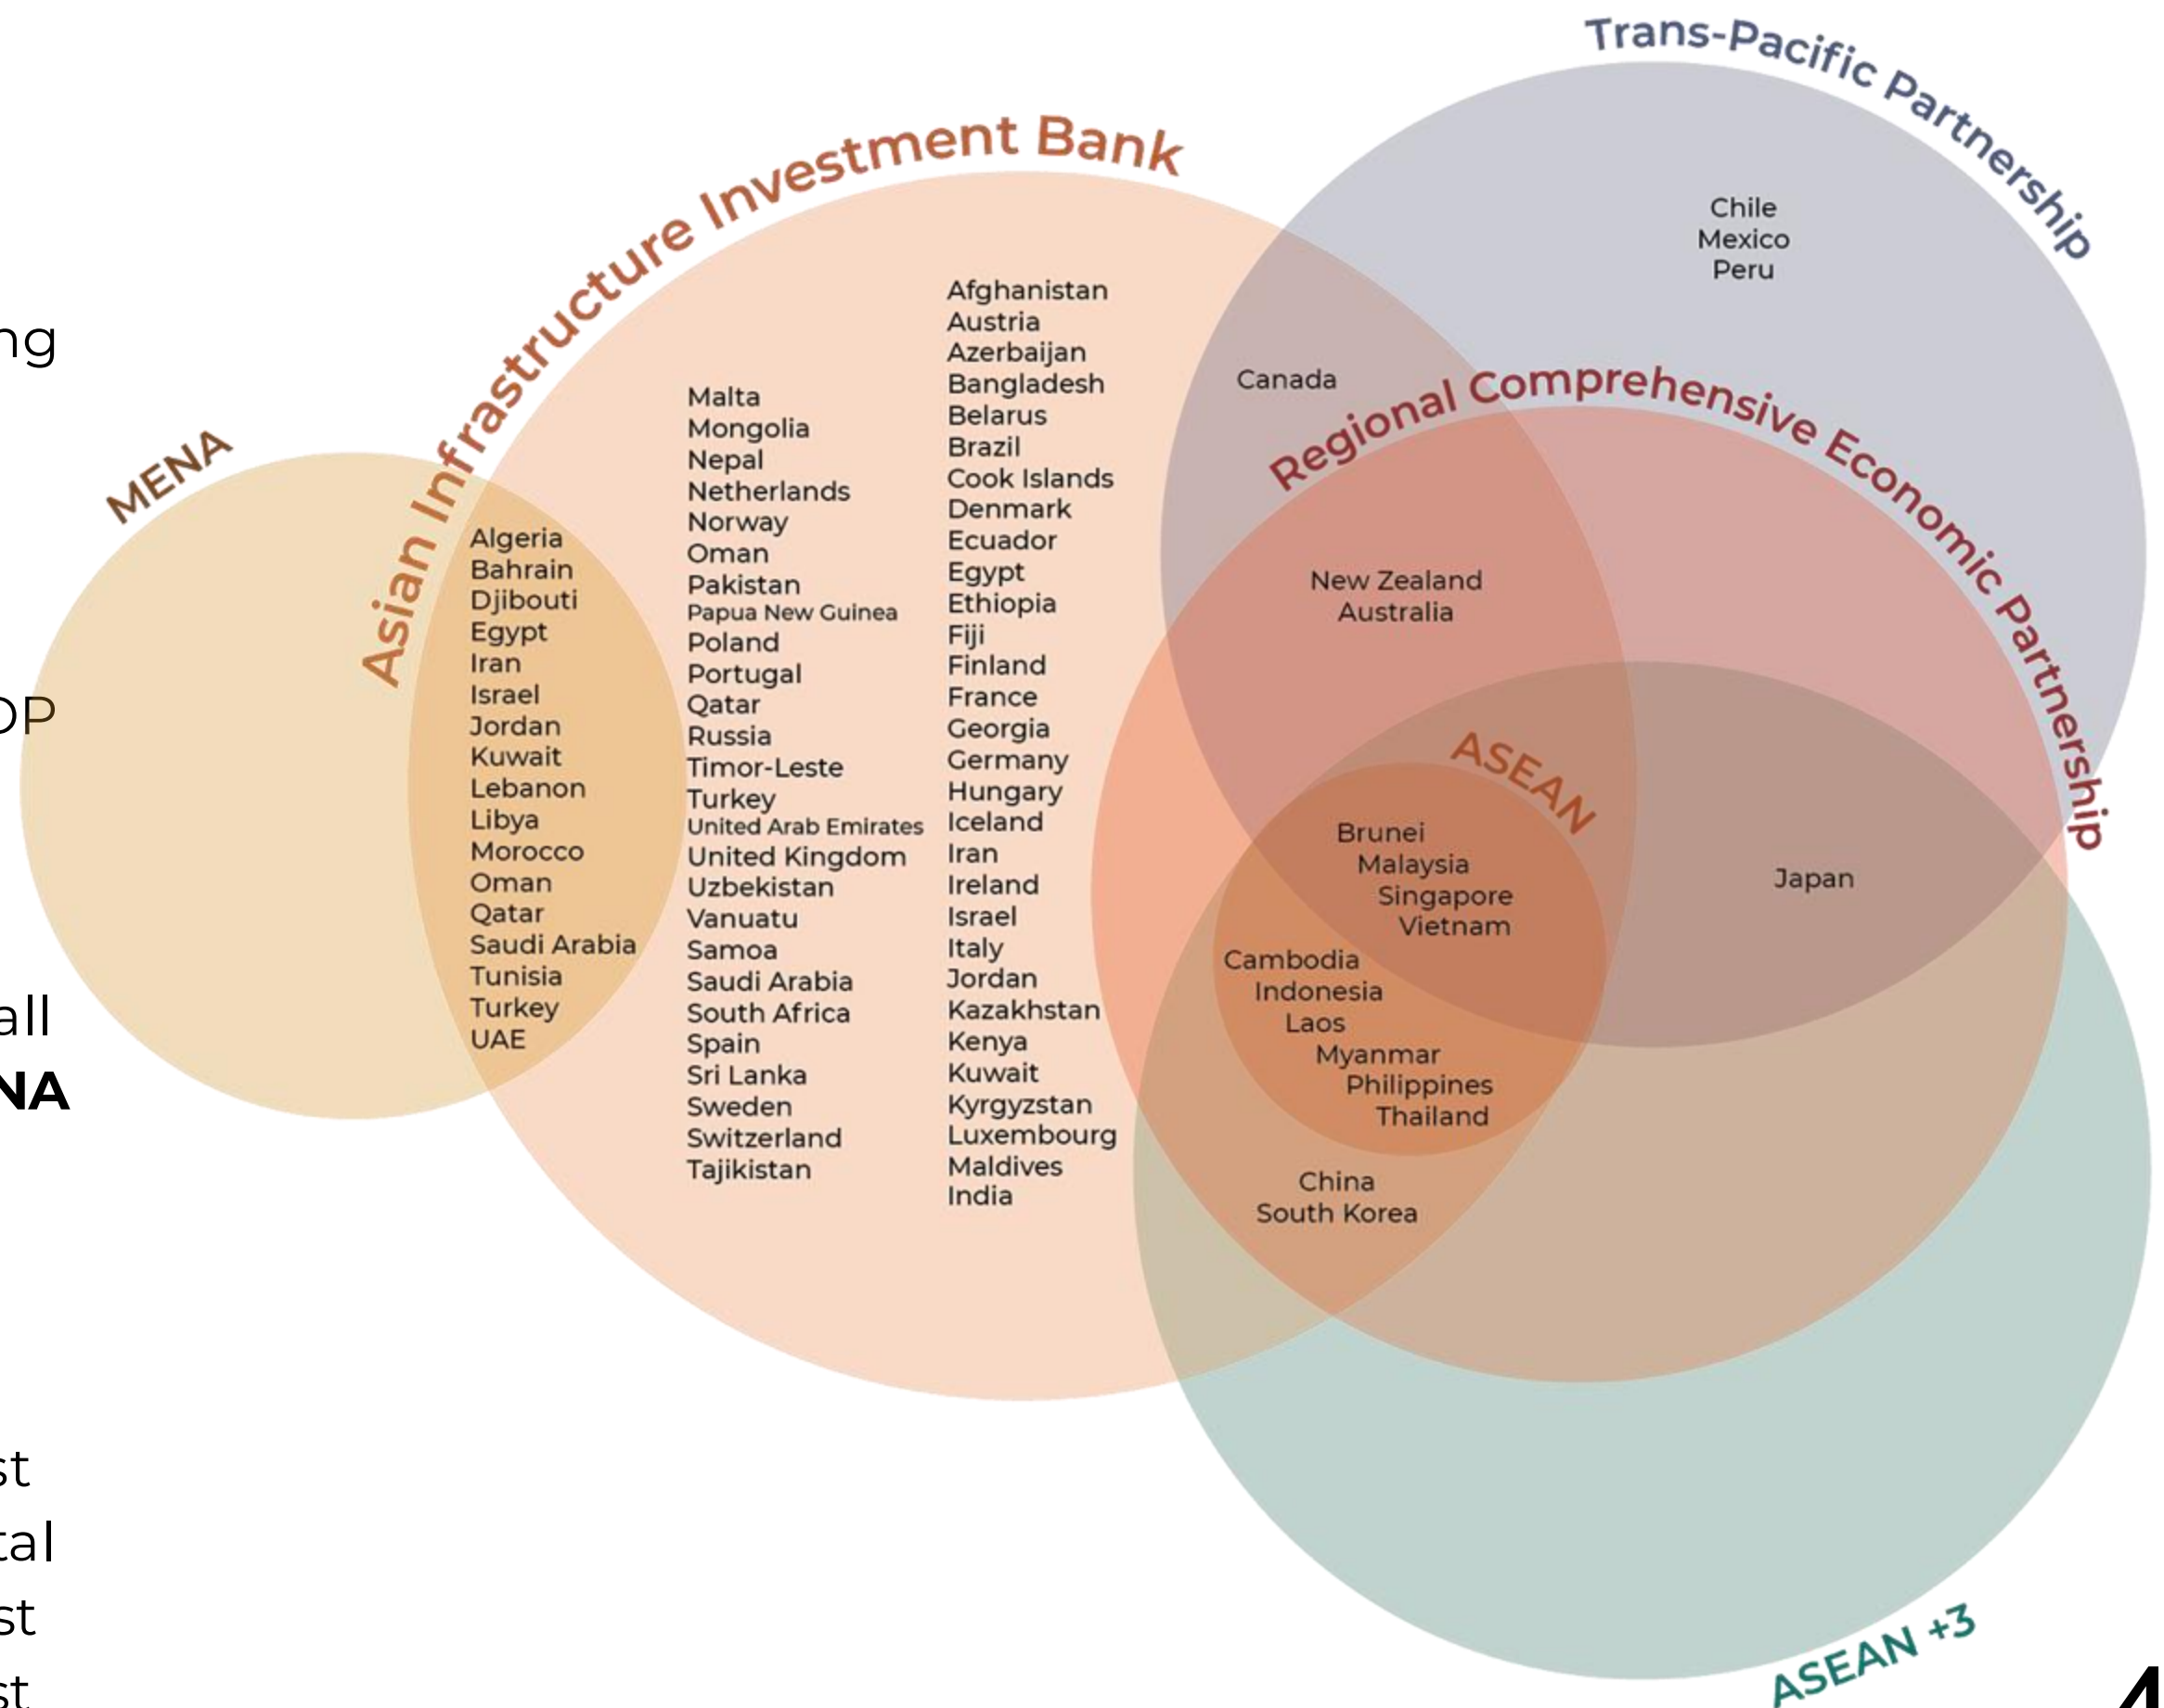 Trans-Pacific Partnership
Chile
Mexico
Peru
Asian Infrastructure Investment Bank
Canada
Regional Comprehensive Economic Partnership
New Zealand
Australia
MENA
Algeria
Bahrain
Djibouti
Egypt
Iran
Israel
Jordan
Kuwait
Lebanon
Libya
Morocco
Oman
Qatar
Saudi Arabia
Tunisia
Turkey
UAE
Malta
Mongolia
Nepal
Netherlands
Norway
Oman
Pakistan
Papua New Guinea
Poland
Portugal
Qatar
Russia
Timor-Leste
Turkey
United Arab Emirates
United Kingdom
Uzbekistan
Vanuatu
Samoa
Saudi Arabia
South Africa
Spain
Sri Lanka
Sweden
Switzerland
Tajikistan
Afghanistan
Austria
Azerbaijan
Bangladesh
Belarus
Brazil
Cook Islands
Denmark
Ecuador
Egypt
Ethiopia
Fiji
Finland
France
Georgia
Germany
Hungary
Iceland
Iran
Ireland
Israel
Italy
Jordan
Kazakhstan
Kenya
Kuwait
Kyrgyzstan
Luxembourg
Maldives
India
ASEAN
Brunei
Malaysia
Singapore
Vietnam
Cambodia
Indonesia
Laos
Myanmar
Philippines
Thailand
China
South Korea
Japan
ASEAN +3
ng
DP
all
NA
st
tal
st
st